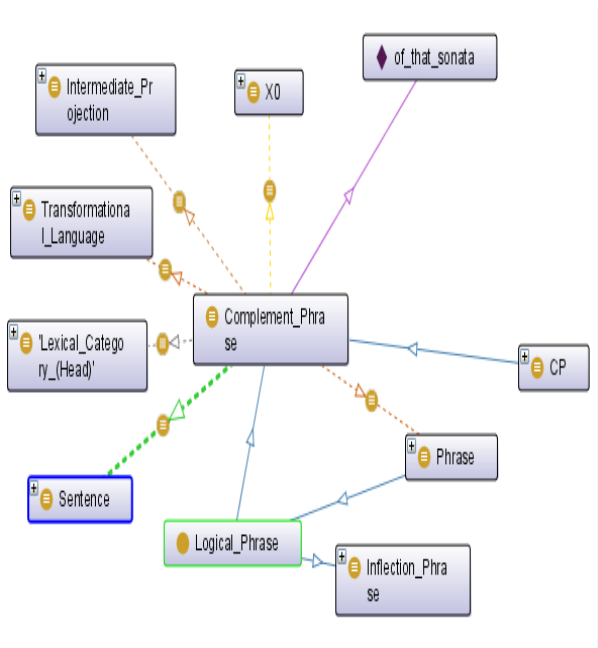 of_that_sonata
Intermediate_Pr
ojection
X0
Transformationa
l_Language
Complement_Phra
se
'Lexical_Catego
ry_(Head)'
CP
Phrase
Sentence
Logical_Phrase
Inflection_Phra
se